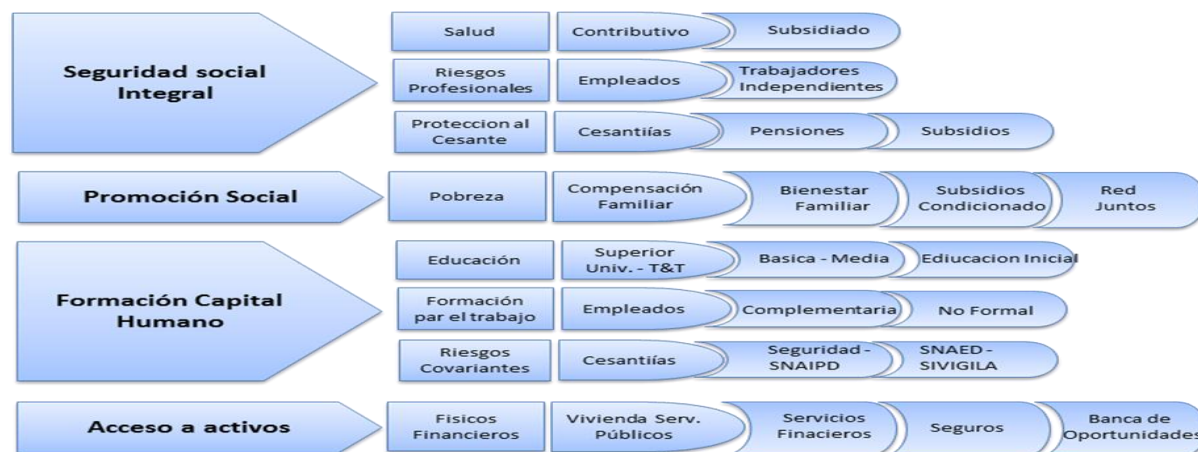 Seguridad social
Integral
Salud
Contributivo
Subsidiado
Riesgos
Profesionales
Empleados
Trabajadores
Independientes
Proteccion al
Cesante
Cesantiías
Pensiones
Subsidios
Promoción Social
Pobreza
Compensación
Familiar
Bienestar
Familiar
Subsidios
Condicionado
Red
Juntos
Formación Capital
Humano
Educación
Superior
Univ. - T&T
Basica - Media
Ediucacion Inicial
Formación
par el trabajo
Empleados
Complementaria
No Formal
Riesgos
Covariantes
Cesantiías
Seguridad -
SNAIPD
SNAED -
SIVIGILA
Acceso a activos
Fisicos
Financieros
Vivienda Serv.
Públicos
Servicios
Finacieros
Seguros
Banca de
Oportunidades